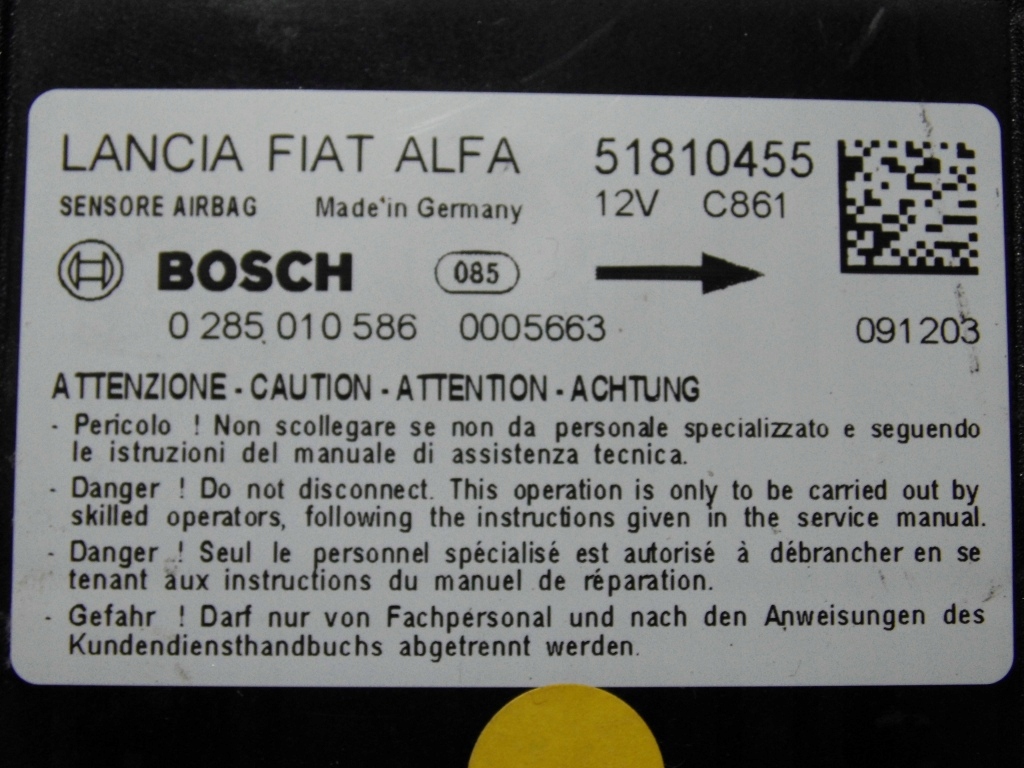 LANCIA FIAT ALFA 51810455
SENSORE AIRBAG Made'in Germany 12V C861
BOSCH 085
0 285 010 586 0005663 091203
ATTENZIONE - CAUTION - ATTENTION - ACHTUNG
- Pericolo ! Non scollegare se non da personale specializzato e seguendo
le istruzioni del manuale di assistenza tecnica.
- Danger ! Do not disconnect. This operation is only to be carried out by
skilled operators, following the instructions given in the service manual.
- Danger ! Seul le personnel spécialisé est autorisé à débrancher en se
tenant aux instructions du manuel de réparation.
- Gefahr ! Darf nur von Fachpersonal und nach den Anweisungen des
Kundendiensthandbuchs abgetrennt werden.